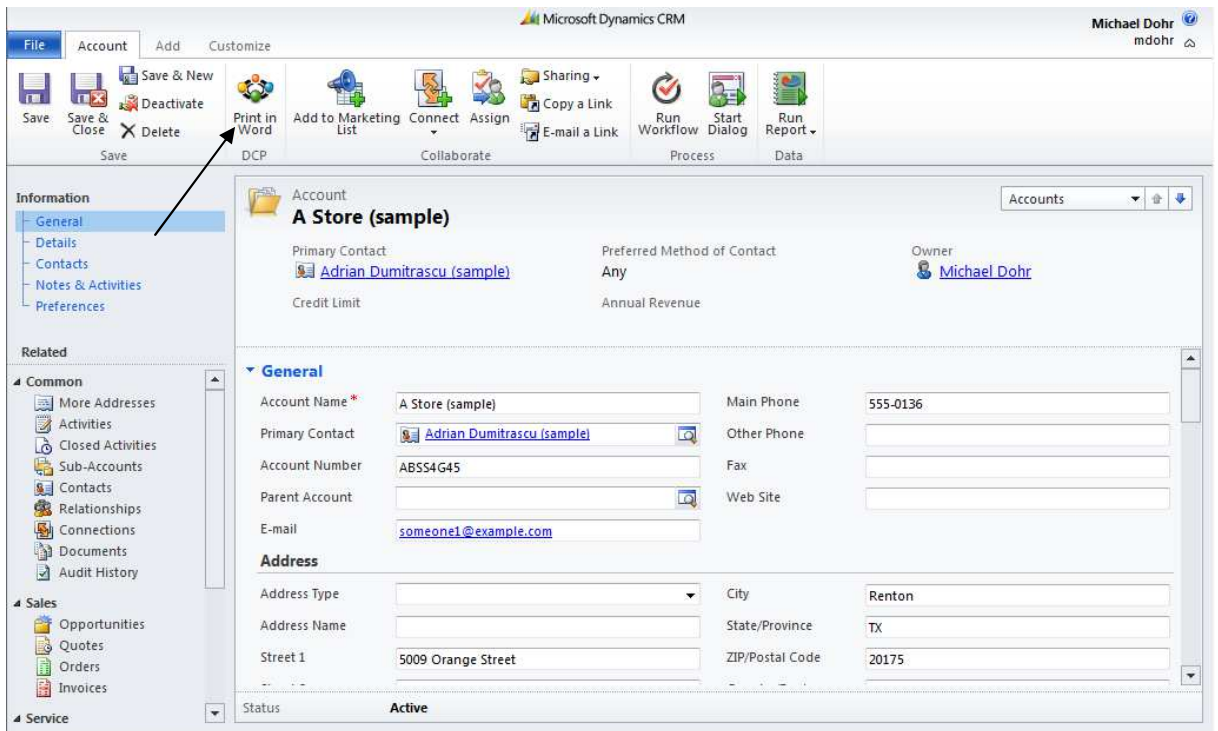 Microsoft Dynamics CRM
Michael Dohr
mdohr
File Account Add Customize
Save
Save & Close
Save & New
Deactivate
Delete
Save
Print in Word
DCP
Add to Marketing List
Connect
Assign
Sharing
Copy a Link
E-mail a Link
Collaborate
Run Workflow
Start Dialog
Process
Run Report
Data
Information
General
Details
Contacts
Notes & Activities
Preferences
Related
Common
More Addresses
Activities
Closed Activities
Sub-Accounts
Contacts
Relationships
Connections
Documents
Audit History
Sales
Opportunities
Quotes
Orders
Invoices
Service
Account
A Store (sample)
Accounts
Primary Contact
Adrian Dumitrascu (sample)
Preferred Method of Contact
Any
Owner
Michael Dohr
Credit Limit
Annual Revenue
General
Account Name * A Store (sample)
Main Phone 555-0136
Primary Contact Adrian Dumitrascu (sample)
Other Phone
Account Number ABSS4G45
Fax
Parent Account
Web Site
E-mail someone1@example.com
Address
Address Type
City Renton
Address Name
State/Province TX
Street 1 5009 Orange Street
ZIP/Postal Code 20175
Status Active